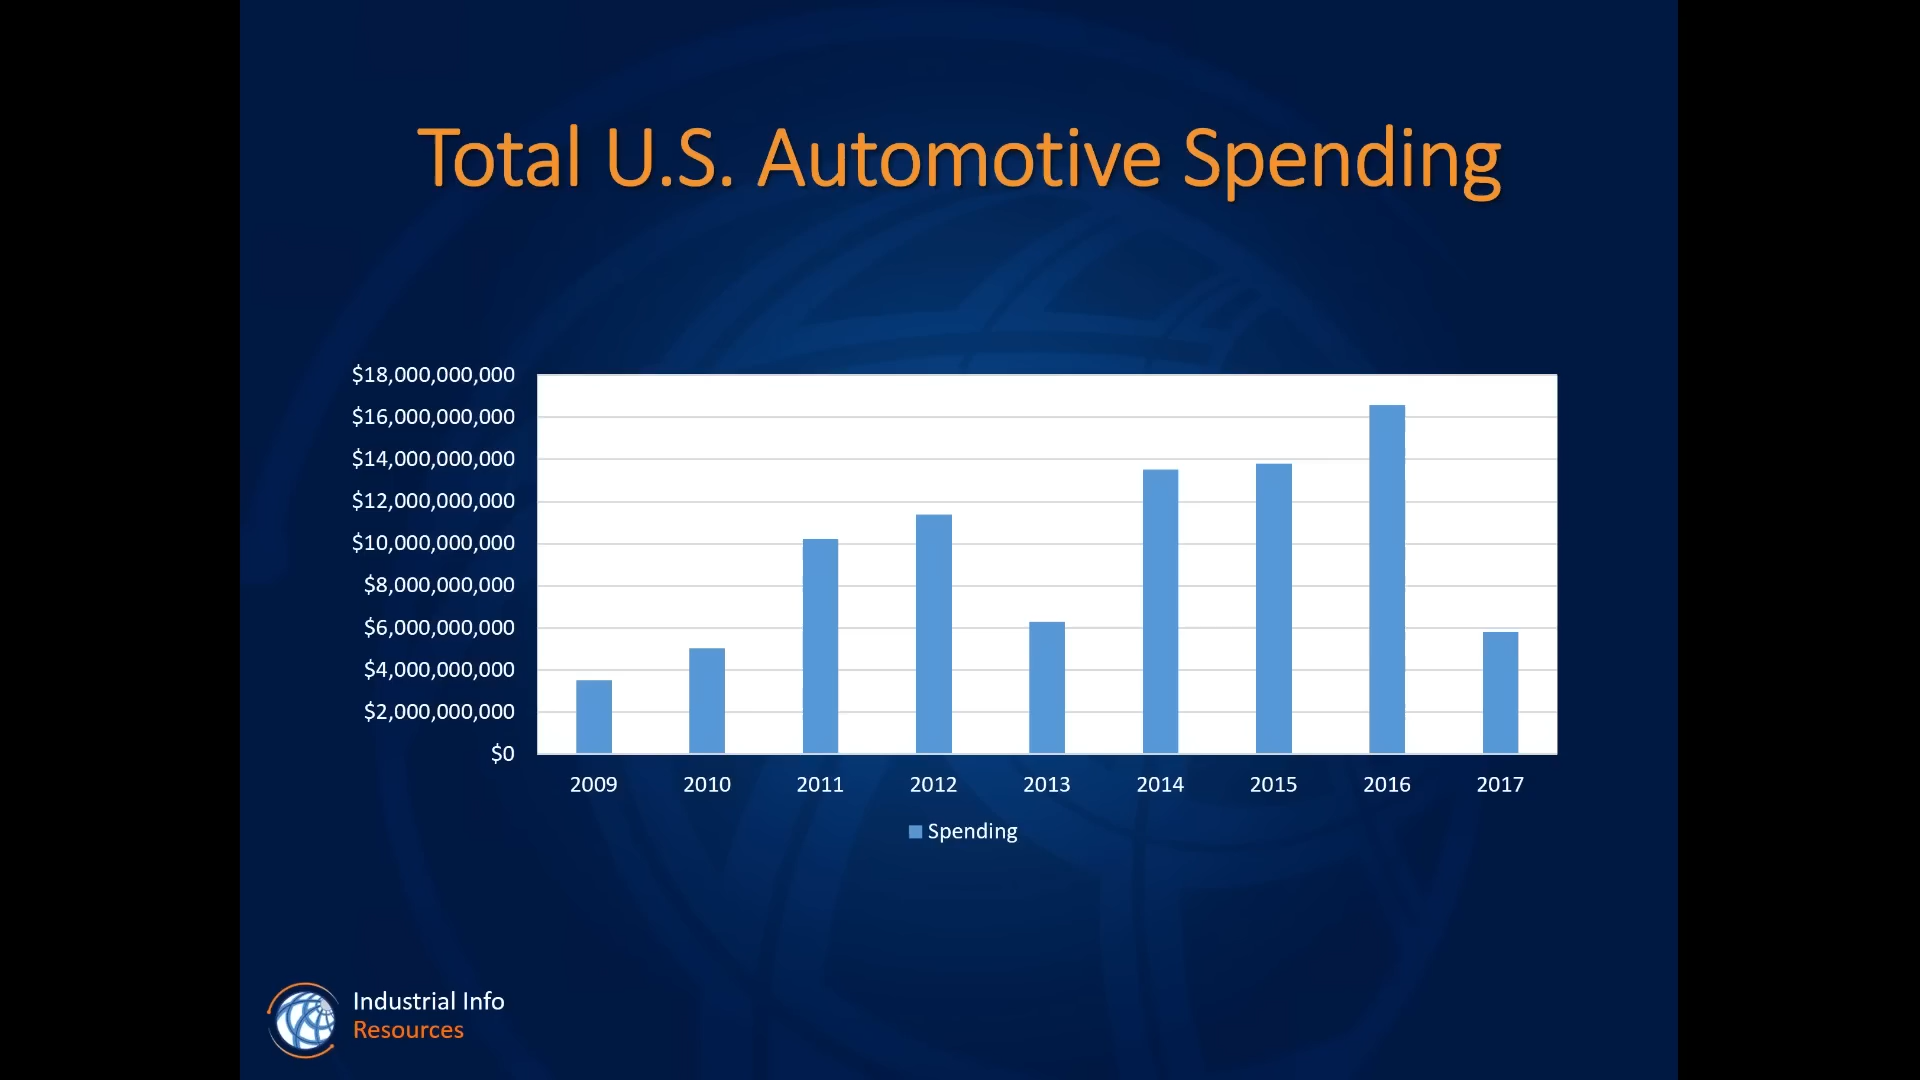 Total U.S. Automotive Spending
$18,000,000,000
$16,000,000,000
$14,000,000,000
$12,000,000,000
$10,000,000,000
$8,000,000,000
$6,000,000,000
$4,000,000,000
$2,000,000,000
$0
2009 2010 2011 2012 2013 2014 2015 2016 2017
Spending
Industrial Info
Resources